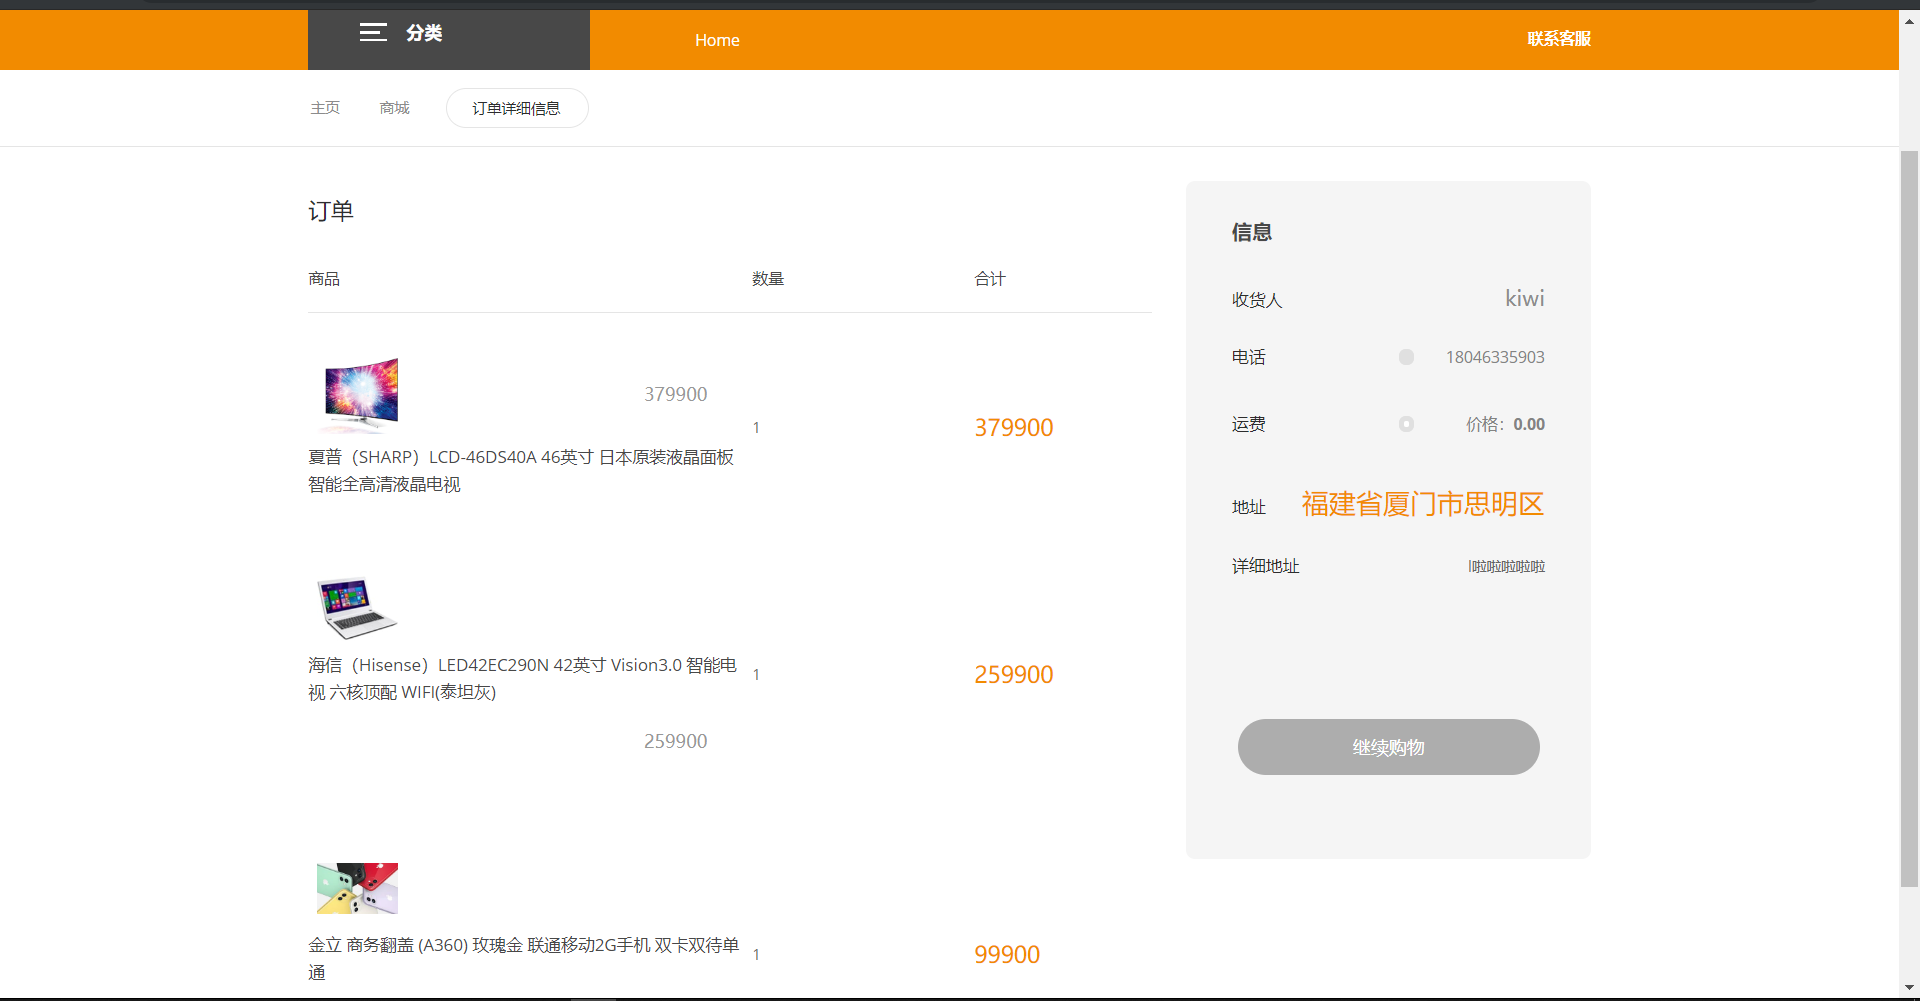 分类
Home
联系客服
主页
商城
订单详细信息
订单
商品
数量
合计
379900
1
379900
夏普（SHARP）LCD-46DS40A 46英寸 日本原装液晶面板
智能全高清液晶电视
海信（Hisense）LED42EC290N 42英寸 Vision3.0 智能电
视 六核顶配 WIFI(泰坦灰)
1
259900
259900
金立 商务翻盖 (A360) 玫瑰金 联通移动2G手机 双卡双待单
通
1
99900
信息
收货人
kiwi
电话
18046335903
运费
价格：0.00
地址
福建省厦门市思明区
详细地址
l啦啦啦啦啦
继续购物